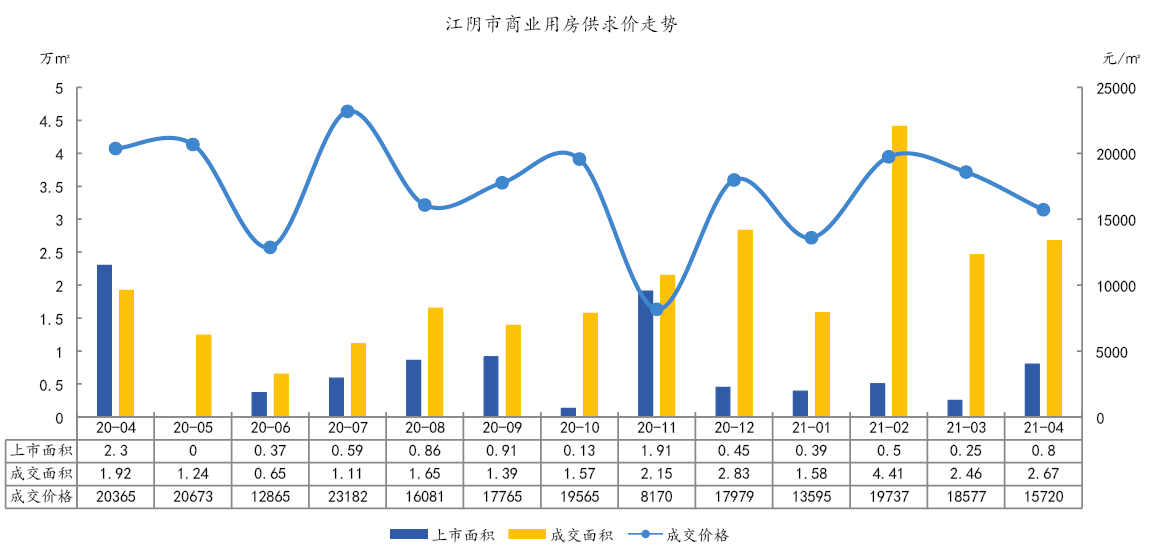 江阴市商业用房供求价走势
万㎡ 元/㎡
5 25000
4.5
4 20000
3.5
3 15000
2.5
2 10000
1.5
1 5000
0.5
0 0
20-04 20-05 20-06 20-07 20-08 20-09 20-10 20-11 20-12 21-01 21-02 21-03 21-04
上市面积 2.3 0 0.37 0.59 0.86 0.91 0.13 1.91 0.45 0.39 0.5 0.25 0.8
成交面积 1.92 1.24 0.65 1.11 1.65 1.39 1.57 2.15 2.83 1.58 4.41 2.46 2.67
成交价格 20365 20673 12865 23182 16081 17765 19565 8170 17979 13595 19737 18577 15720
上市面积 成交面积 成交价格